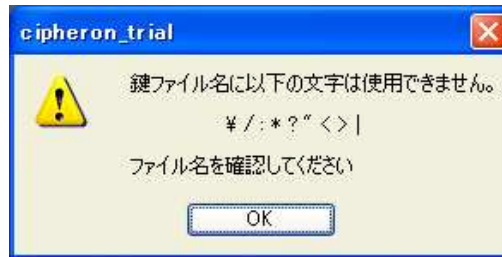 cipheron_trial
鍵ファイル名に以下の文字は使用できません。
¥ / : * ? " < > |
ファイル名を確認してください
OK